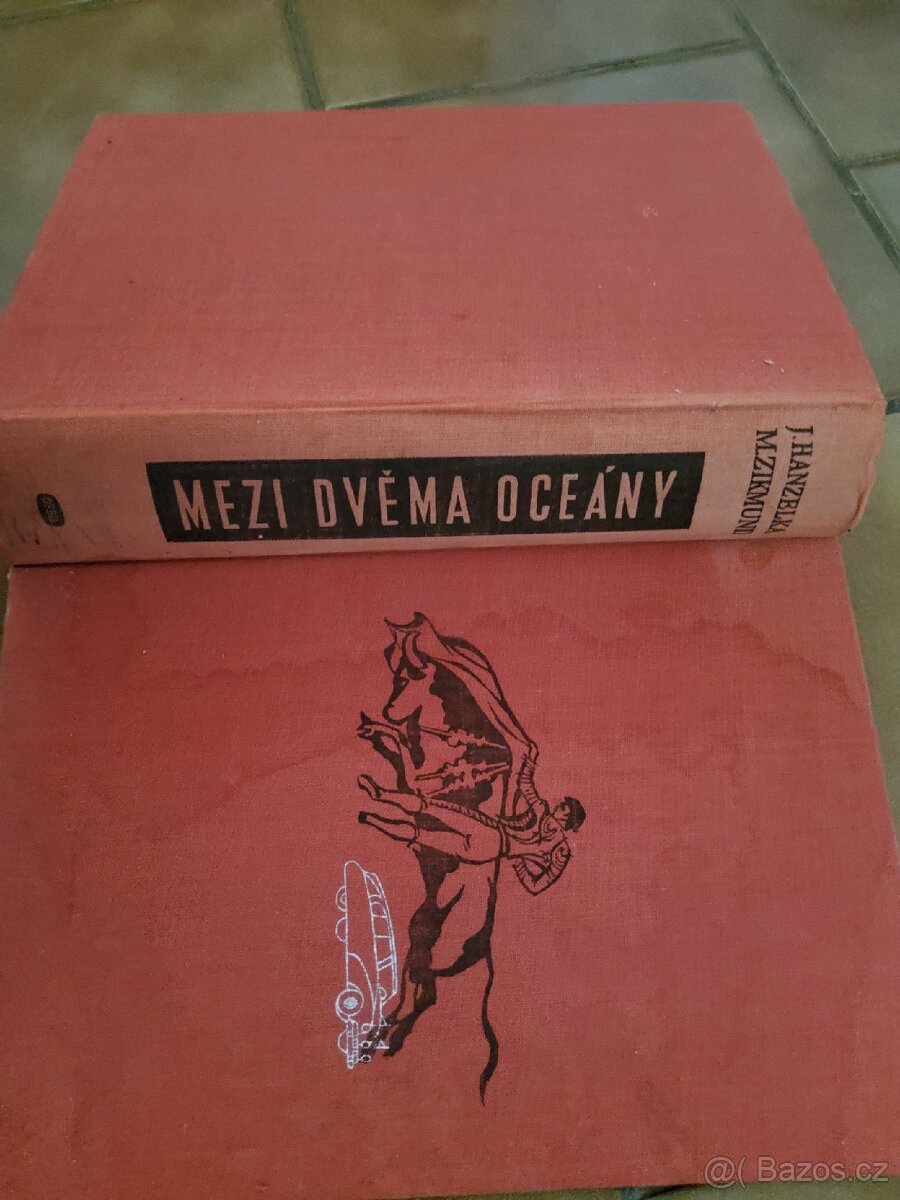 J. HANZELKA
M. ZIKMUND
MEZI DVĚMA OCEÁNY
@( Bazos.cz